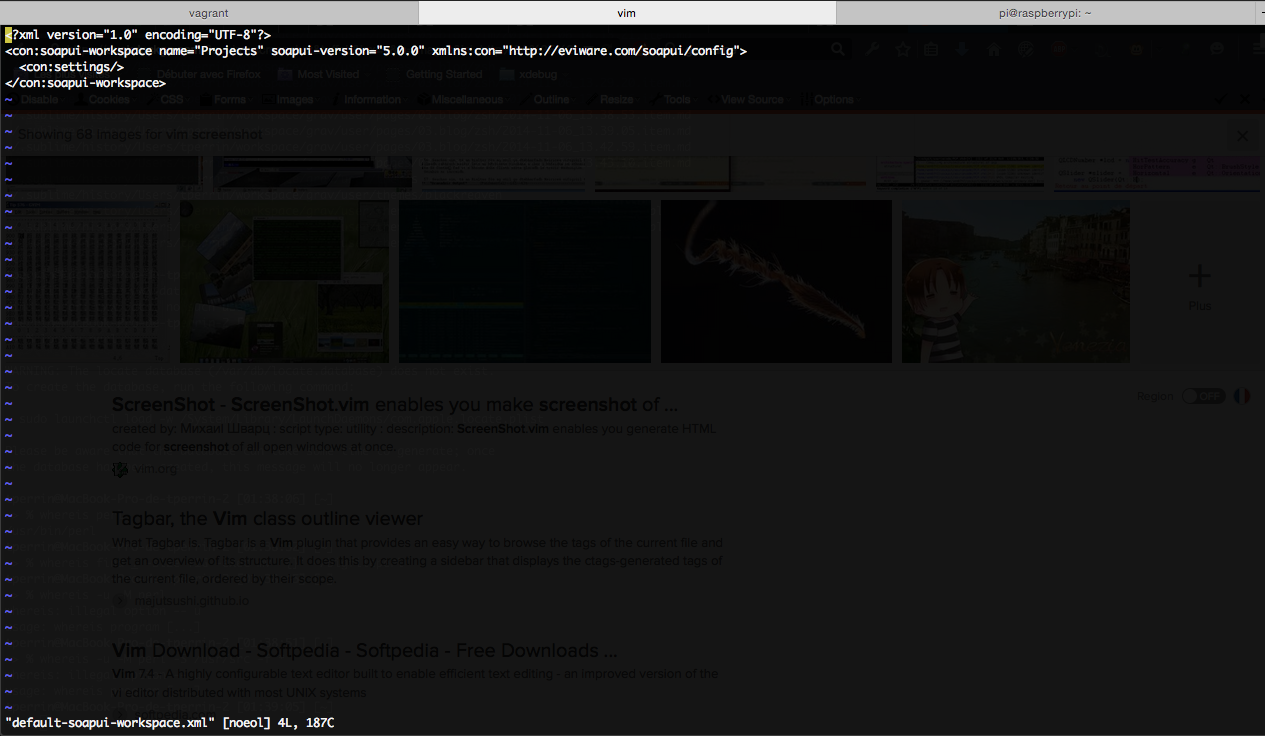 vagrant
vim
pi@raspberrypi: ~
<?xml version="1.0" encoding="UTF-8"?>
<con:soapui-workspace name="Projects" soapui-version="5.0.0" xmlns:con="http://eviware.com/soapui/config">
<con:settings/>
</con:soapui-workspace>
Débuter avec Firefox
Most Visited
Getting Started
xdebug
~ Disable Cookies CSS Forms Images Information Miscellaneous Outline Resize Tools View Source Options
~
~ Showing 68 images for vim screenshot
~
~
~
~
~
~
~
~
~
~
~
~ Plus
~
~
~
~
~
~ Region OFF
~ ScreenShot - ScreenShot.vim enables you make screenshot of ...
~ created by: Михаил Шварц : script type: utility : description: ScreenShot.vim enables you generate HTML
~ code for screenshot of all open windows at once.
~ vim.org
~
~
~ Tagbar, the Vim class outline viewer
~ What Tagbar is. Tagbar is a Vim plugin that provides an easy way to browse the tags of the current file and
~ get an overview of its structure. It does this by creating a sidebar that displays the ctags-generated tags of
~ the current file, ordered by their scope.
~ majutsushi.github.io
~
~
~ Vim Download - Softpedia - Softpedia - Free Downloads ...
~ Vim 7.4 - A highly configurable text editor built to enable efficient text editing - an improved version of the
~ vi editor distributed with most UNIX systems
~ softpedia.com
"default-soapui-workspace.xml" [noeol] 4L, 187C